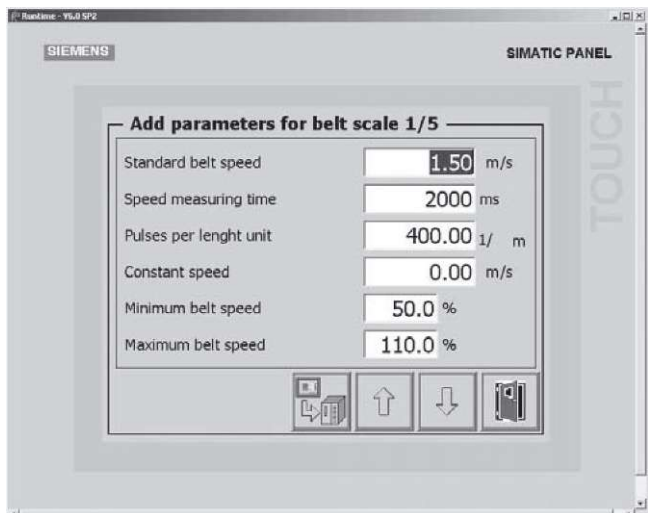 Runtime - V6.0 SP2
SIEMENS
SIMATIC PANEL
TOUCH
Add parameters for belt scale 1/5
Standard belt speed 1.50 m/s
Speed measuring time 2000 ms
Pulses per lenght unit 400.00 1/ m
Constant speed 0.00 m/s
Minimum belt speed 50.0 %
Maximum belt speed 110.0 %